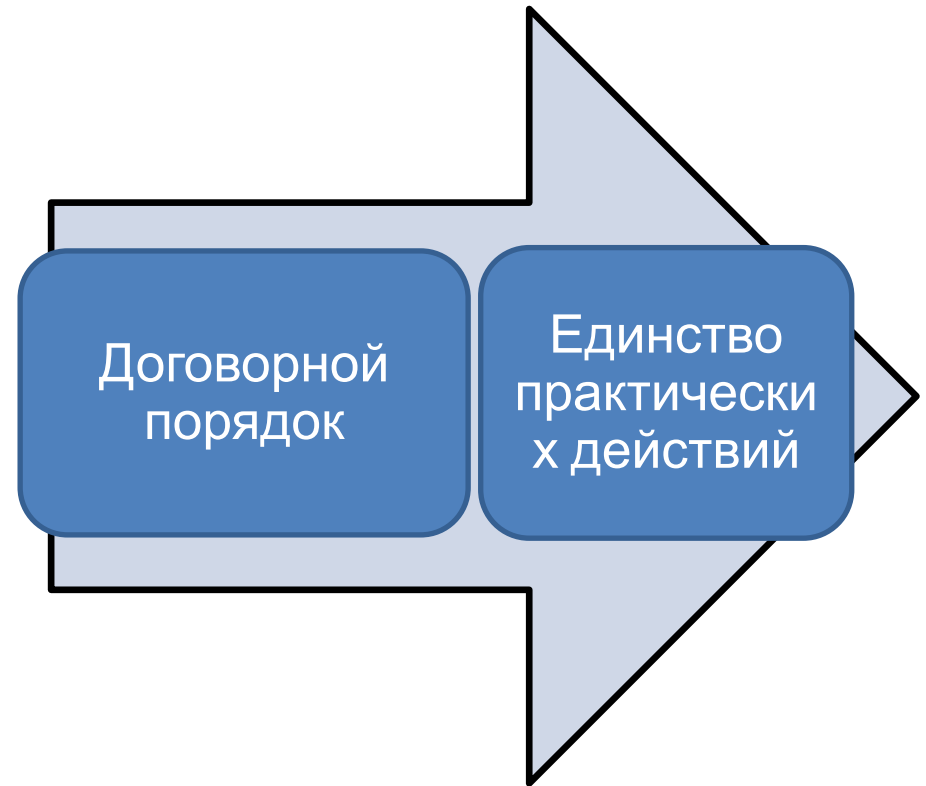 Договорной
порядок
Единство
практически
х действий